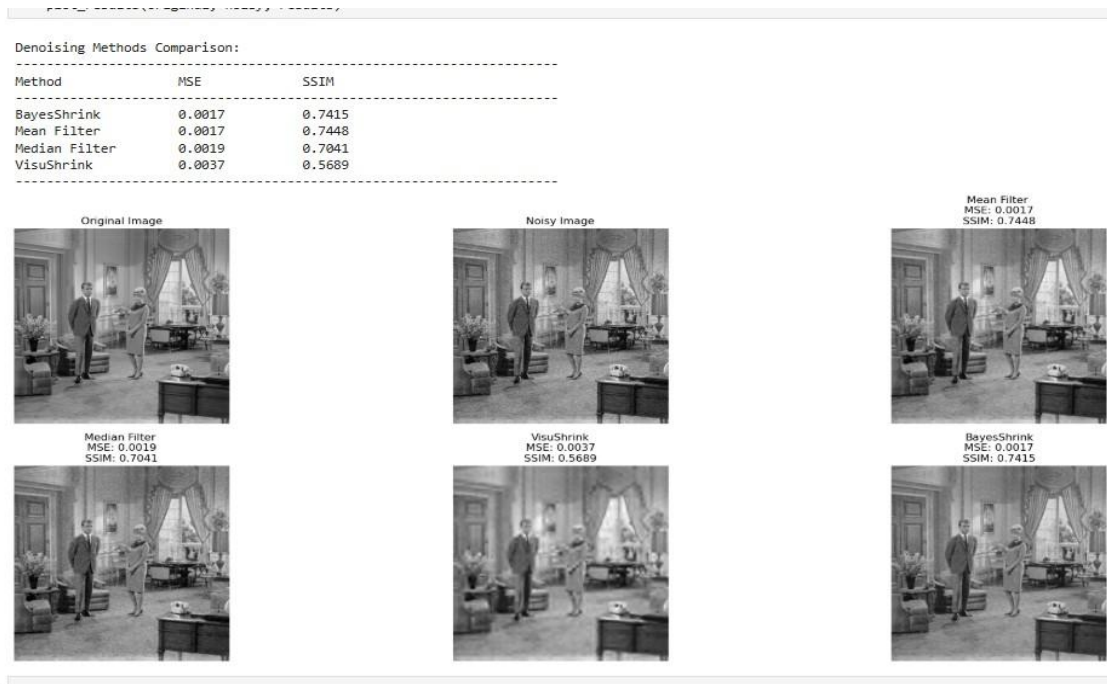 Denoising Methods Comparison:
----------------------------------------------------------------------
Method MSE SSIM
----------------------------------------------------------------------
BayesShrink 0.0017 0.7415
Mean Filter 0.0017 0.7448
Median Filter 0.0019 0.7041
VisuShrink 0.0037 0.5689
----------------------------------------------------------------------
Original Image
Noisy Image
Mean Filter
MSE: 0.0017
SSIM: 0.7448
Median Filter
MSE: 0.0019
SSIM: 0.7041
VisuShrink
MSE: 0.0037
SSIM: 0.5689
BayesShrink
MSE: 0.0017
SSIM: 0.7415